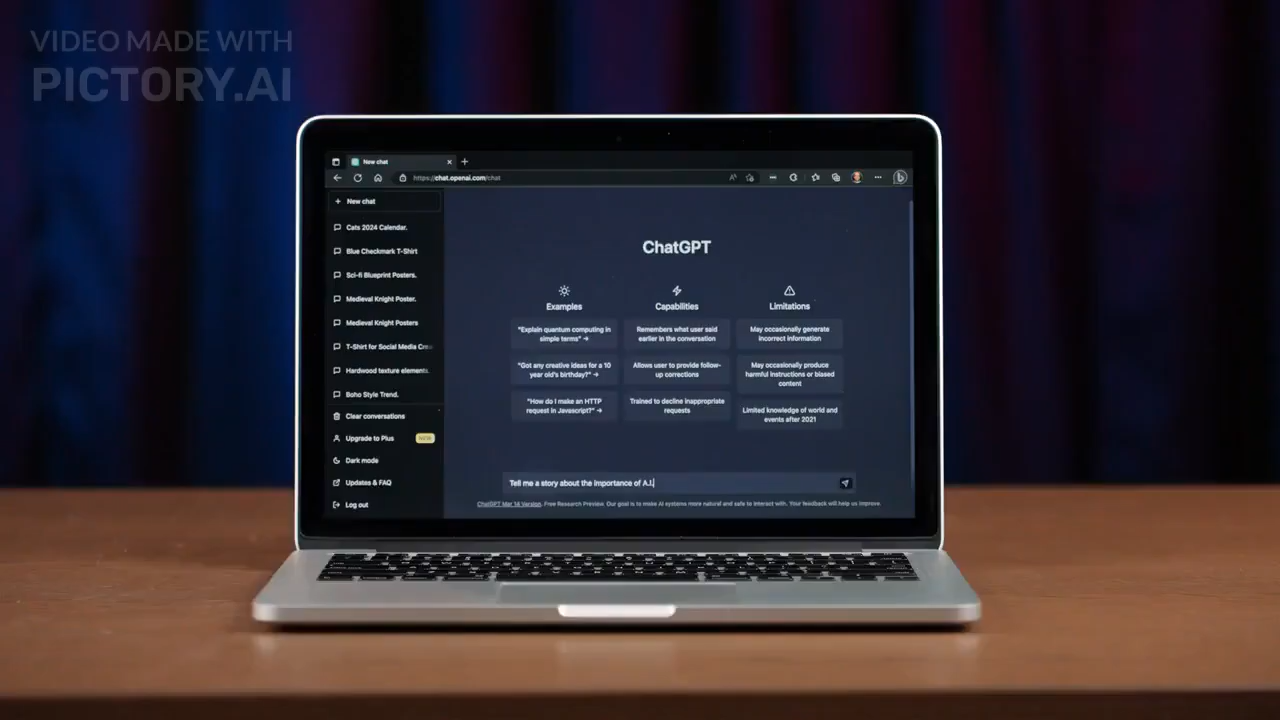 VIDEO MADE WITH
PICTORY.AI
New chat
https://chat.openai.com/chat
New chat
Cats 2024 Calendar.
Blue Checkmark T-Shirt
Sci-fi Blueprint Posters.
Medieval Knight Poster.
Medieval Knight Posters
T-Shirt for Social Media Cre
Hardwood texture elements.
Boho Style Trend.
Clear conversations
Upgrade to Plus
NEW
Dark mode
Updates & FAQ
Log out
ChatGPT
Examples
"Explain quantum computing in
simple terms" →
"Got any creative ideas for a 10
year old's birthday?" →
"How do I make an HTTP
request in Javascript?" →
Capabilities
Remembers what user said
earlier in the conversation
Allows user to provide follow-
up corrections
Trained to decline inappropriate
requests
Limitations
May occasionally generate
incorrect information
May occasionally produce
harmful instructions or biased
content
Limited knowledge of world and
events after 2021
Tell me a story about the importance of A.I.
ChatGPT Mar 14 Version. Free Research Preview. Our goal is to make AI systems more natural and safe to interact with. Your feedback will help us improve.